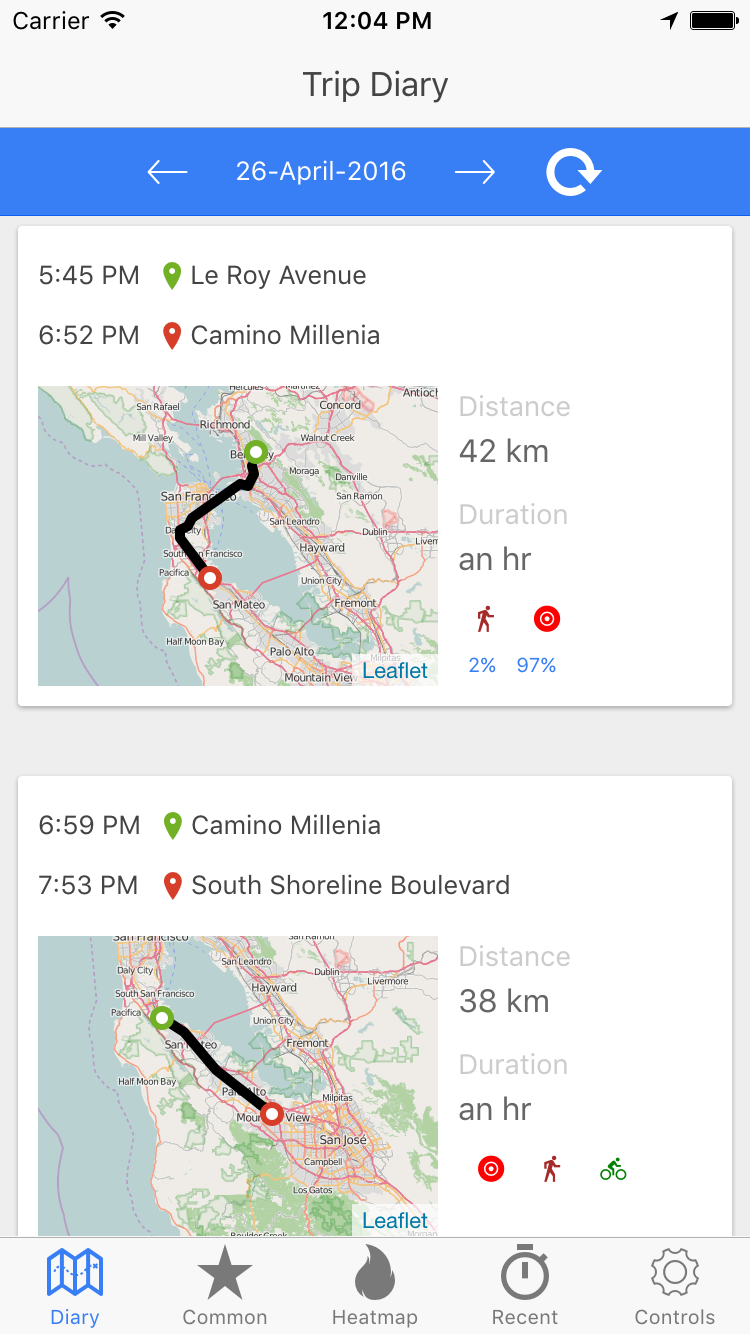 Carrier 12:04 PM
Trip Diary
26-April-2016
5:45 PM Le Roy Avenue
6:52 PM Camino Millenia
Hercules Martinez Antioch
San Rafael Concord
Richmond
Mill Valley Walnut Creek
Moraga Danville
San Francisco San Ramon
San Leandro
Dublin
Hayward
South San Francisco
Pacifica Union City
San Mateo Fremont
Half Moon Bay
Palo Alto
Milpitas
Mountain View
Leaflet
Distance
42 km
Duration
an hr
2% 97%
6:59 PM Camino Millenia
7:53 PM South Shoreline Boulevard
San Francisco San Ramon
San Leandro
Daly City Dublin
Livermore
Hayward
South San Francisco
Pacifica Union City
San Mateo Fremont
Half Moon Bay
Palo Alto
Milpitas
Mountain View
San José
Campbell
Los Gatos
Boulder Creek
Leaflet
Distance
38 km
Duration
an hr
Diary Common Heatmap Recent Controls